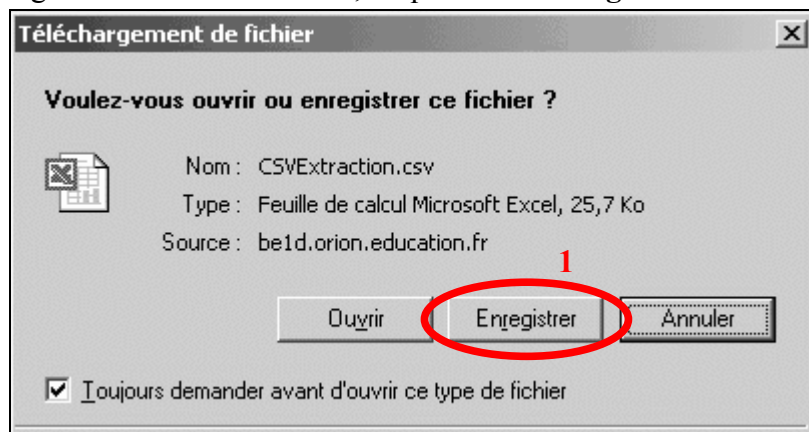 Téléchargement de fichier
Voulez-vous ouvrir ou enregistrer ce fichier ?
Nom : CSVExtraction.csv
Type : Feuille de calcul Microsoft Excel, 25,7 Ko
Source : be1d.orion.education.fr
1
Ouvrir Enregistrer Annuler
Toujours demander avant d'ouvrir ce type de fichier